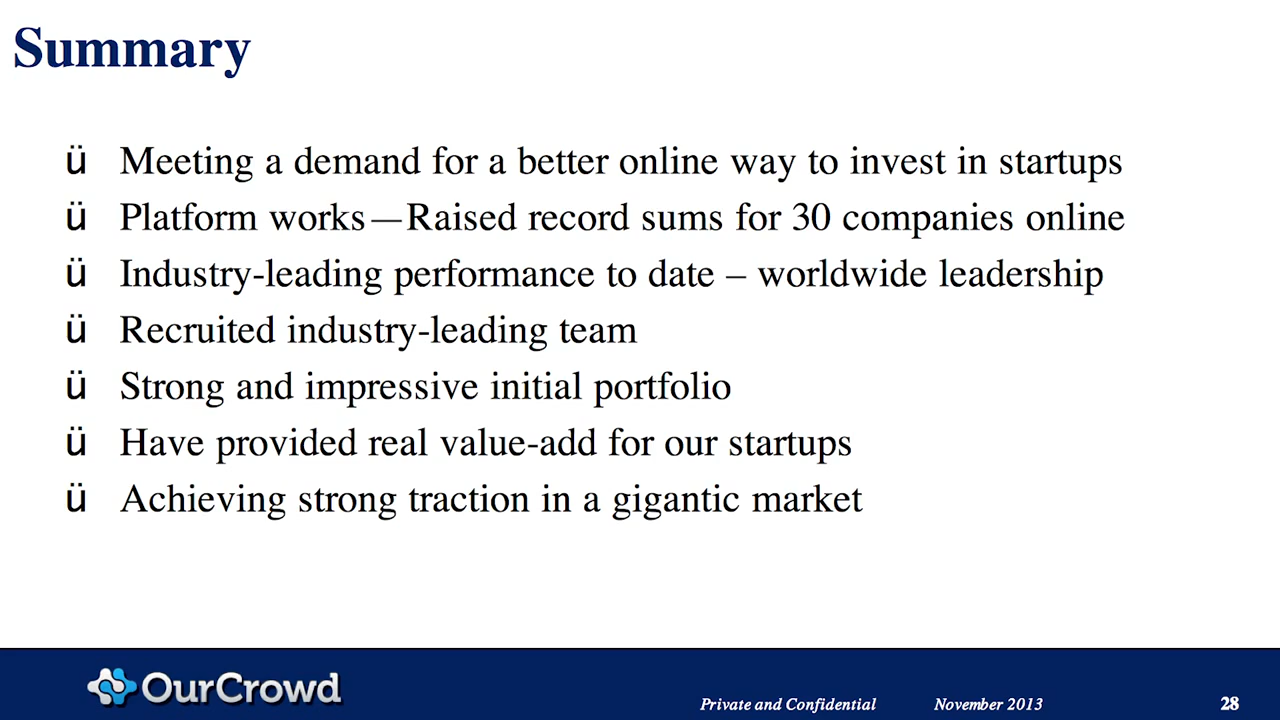 Summary
ü Meeting a demand for a better online way to invest in startups
ü Platform works—Raised record sums for 30 companies online
ü Industry-leading performance to date – worldwide leadership
ü Recruited industry-leading team
ü Strong and impressive initial portfolio
ü Have provided real value-add for our startups
ü Achieving strong traction in a gigantic market
OurCrowd
Private and Confidential November 2013 28